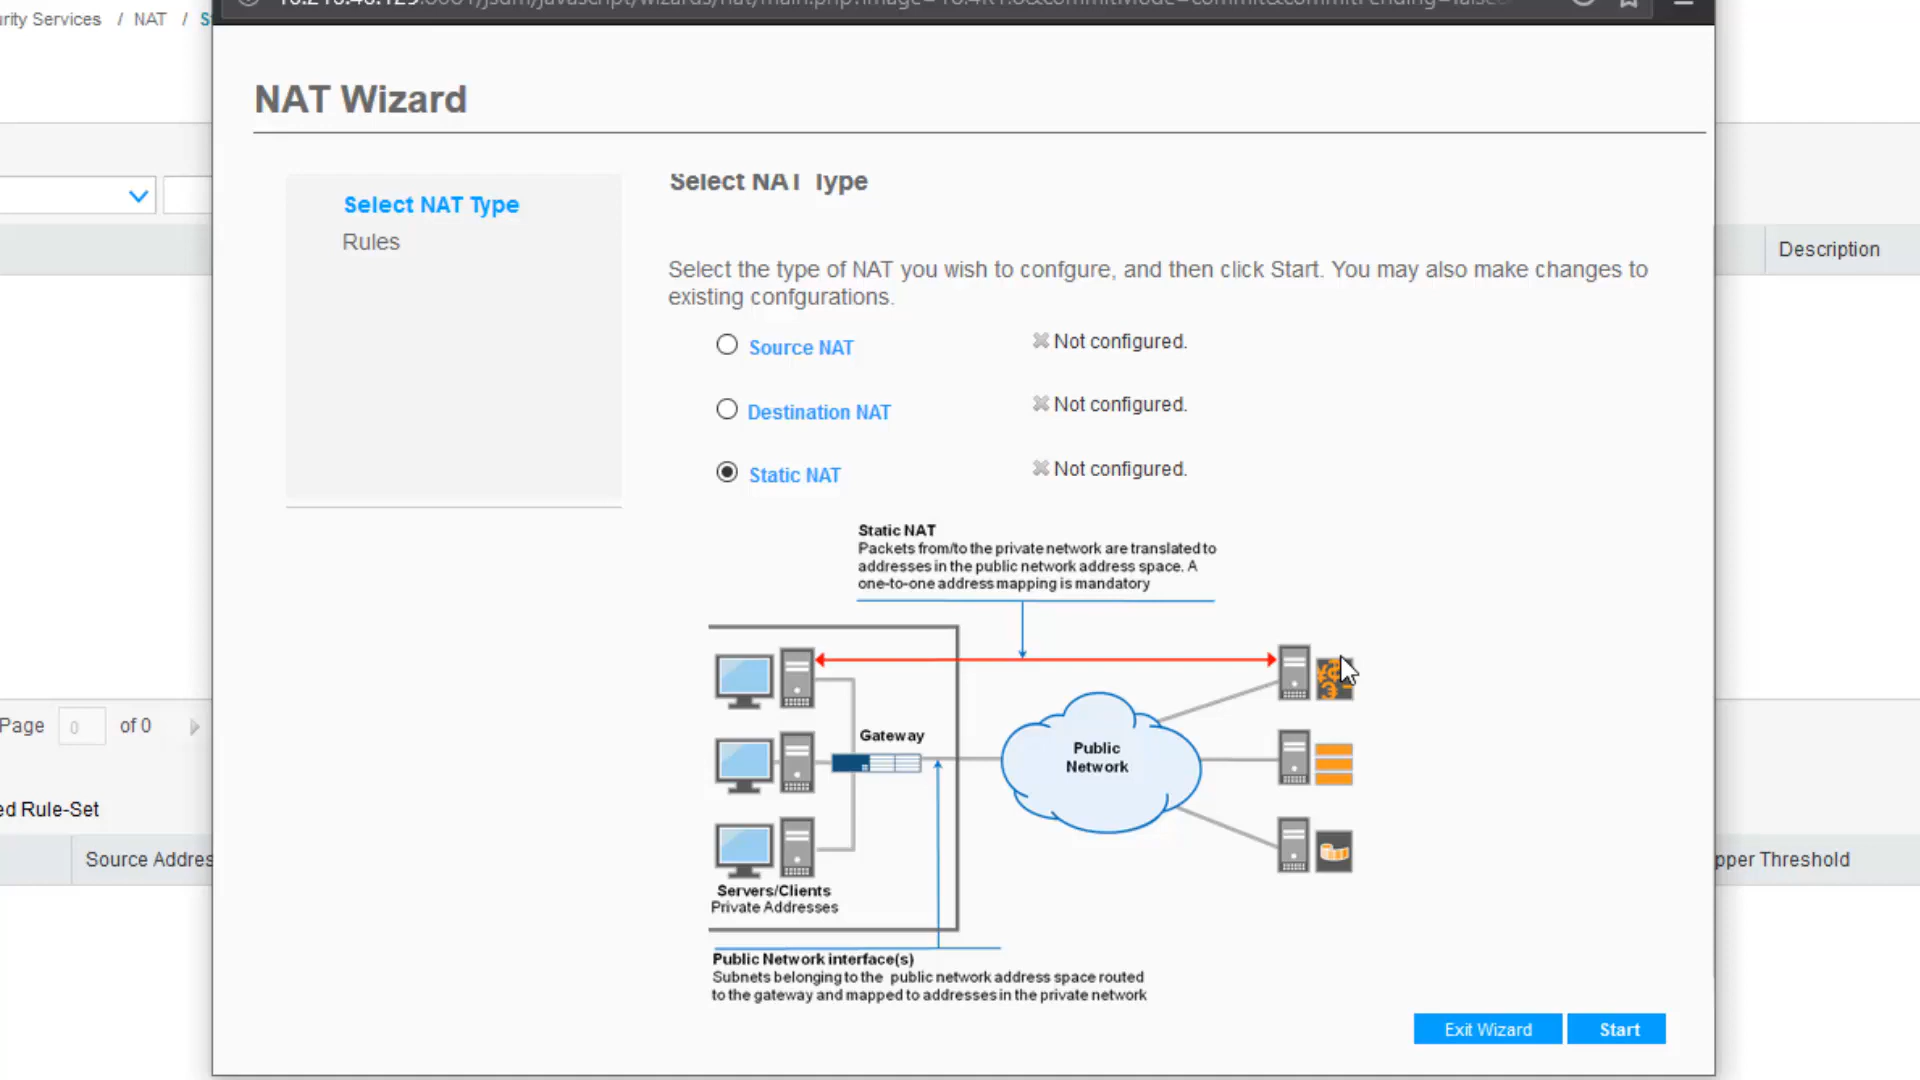 rity Services / NAT / S
NAT Wizard
Select NAT Type
Rules
Select NAT Type
Select the type of NAT you wish to confgure, and then click Start. You may also make changes to
existing confgurations.
Source NAT
Not configured.
Destination NAT
Not configured.
Static NAT
Not configured.
Static NAT
Packets from/to the private network are translated to
addresses in the public network address space. A
one-to-one address mapping is mandatory
Gateway
Public
Network
Servers/Clients
Private Addresses
Public Network interface(s)
Subnets belonging to the public network address space routed
to the gateway and mapped to addresses in the private network
Exit Wizard
Start
Description
Page 0 of 0
ed Rule-Set
Source Addres
pper Threshold